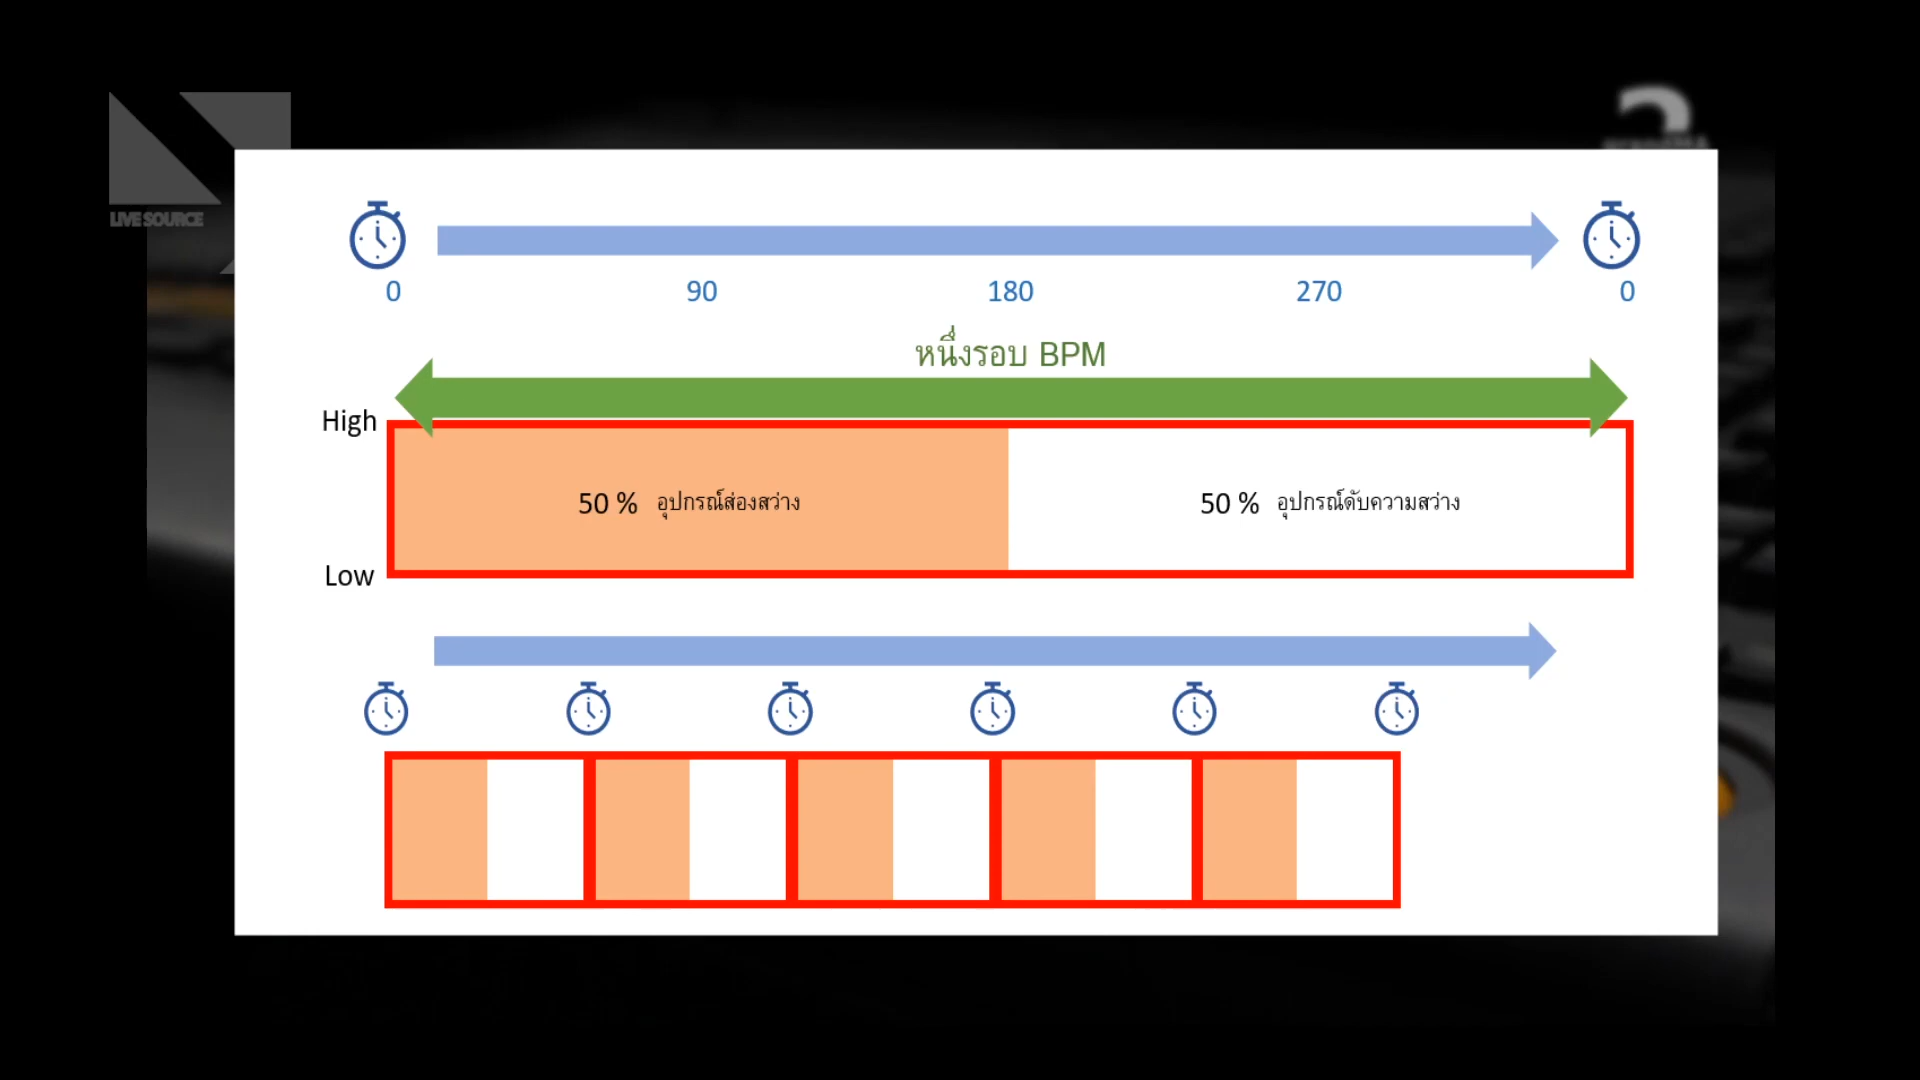 LIVE SOURCE
0 90 180 270 0
หนึ่งรอบ BPM
High
50 % อุปกรณ์ส่องสว่าง 50 % อุปกรณ์ดับความสว่าง
Low